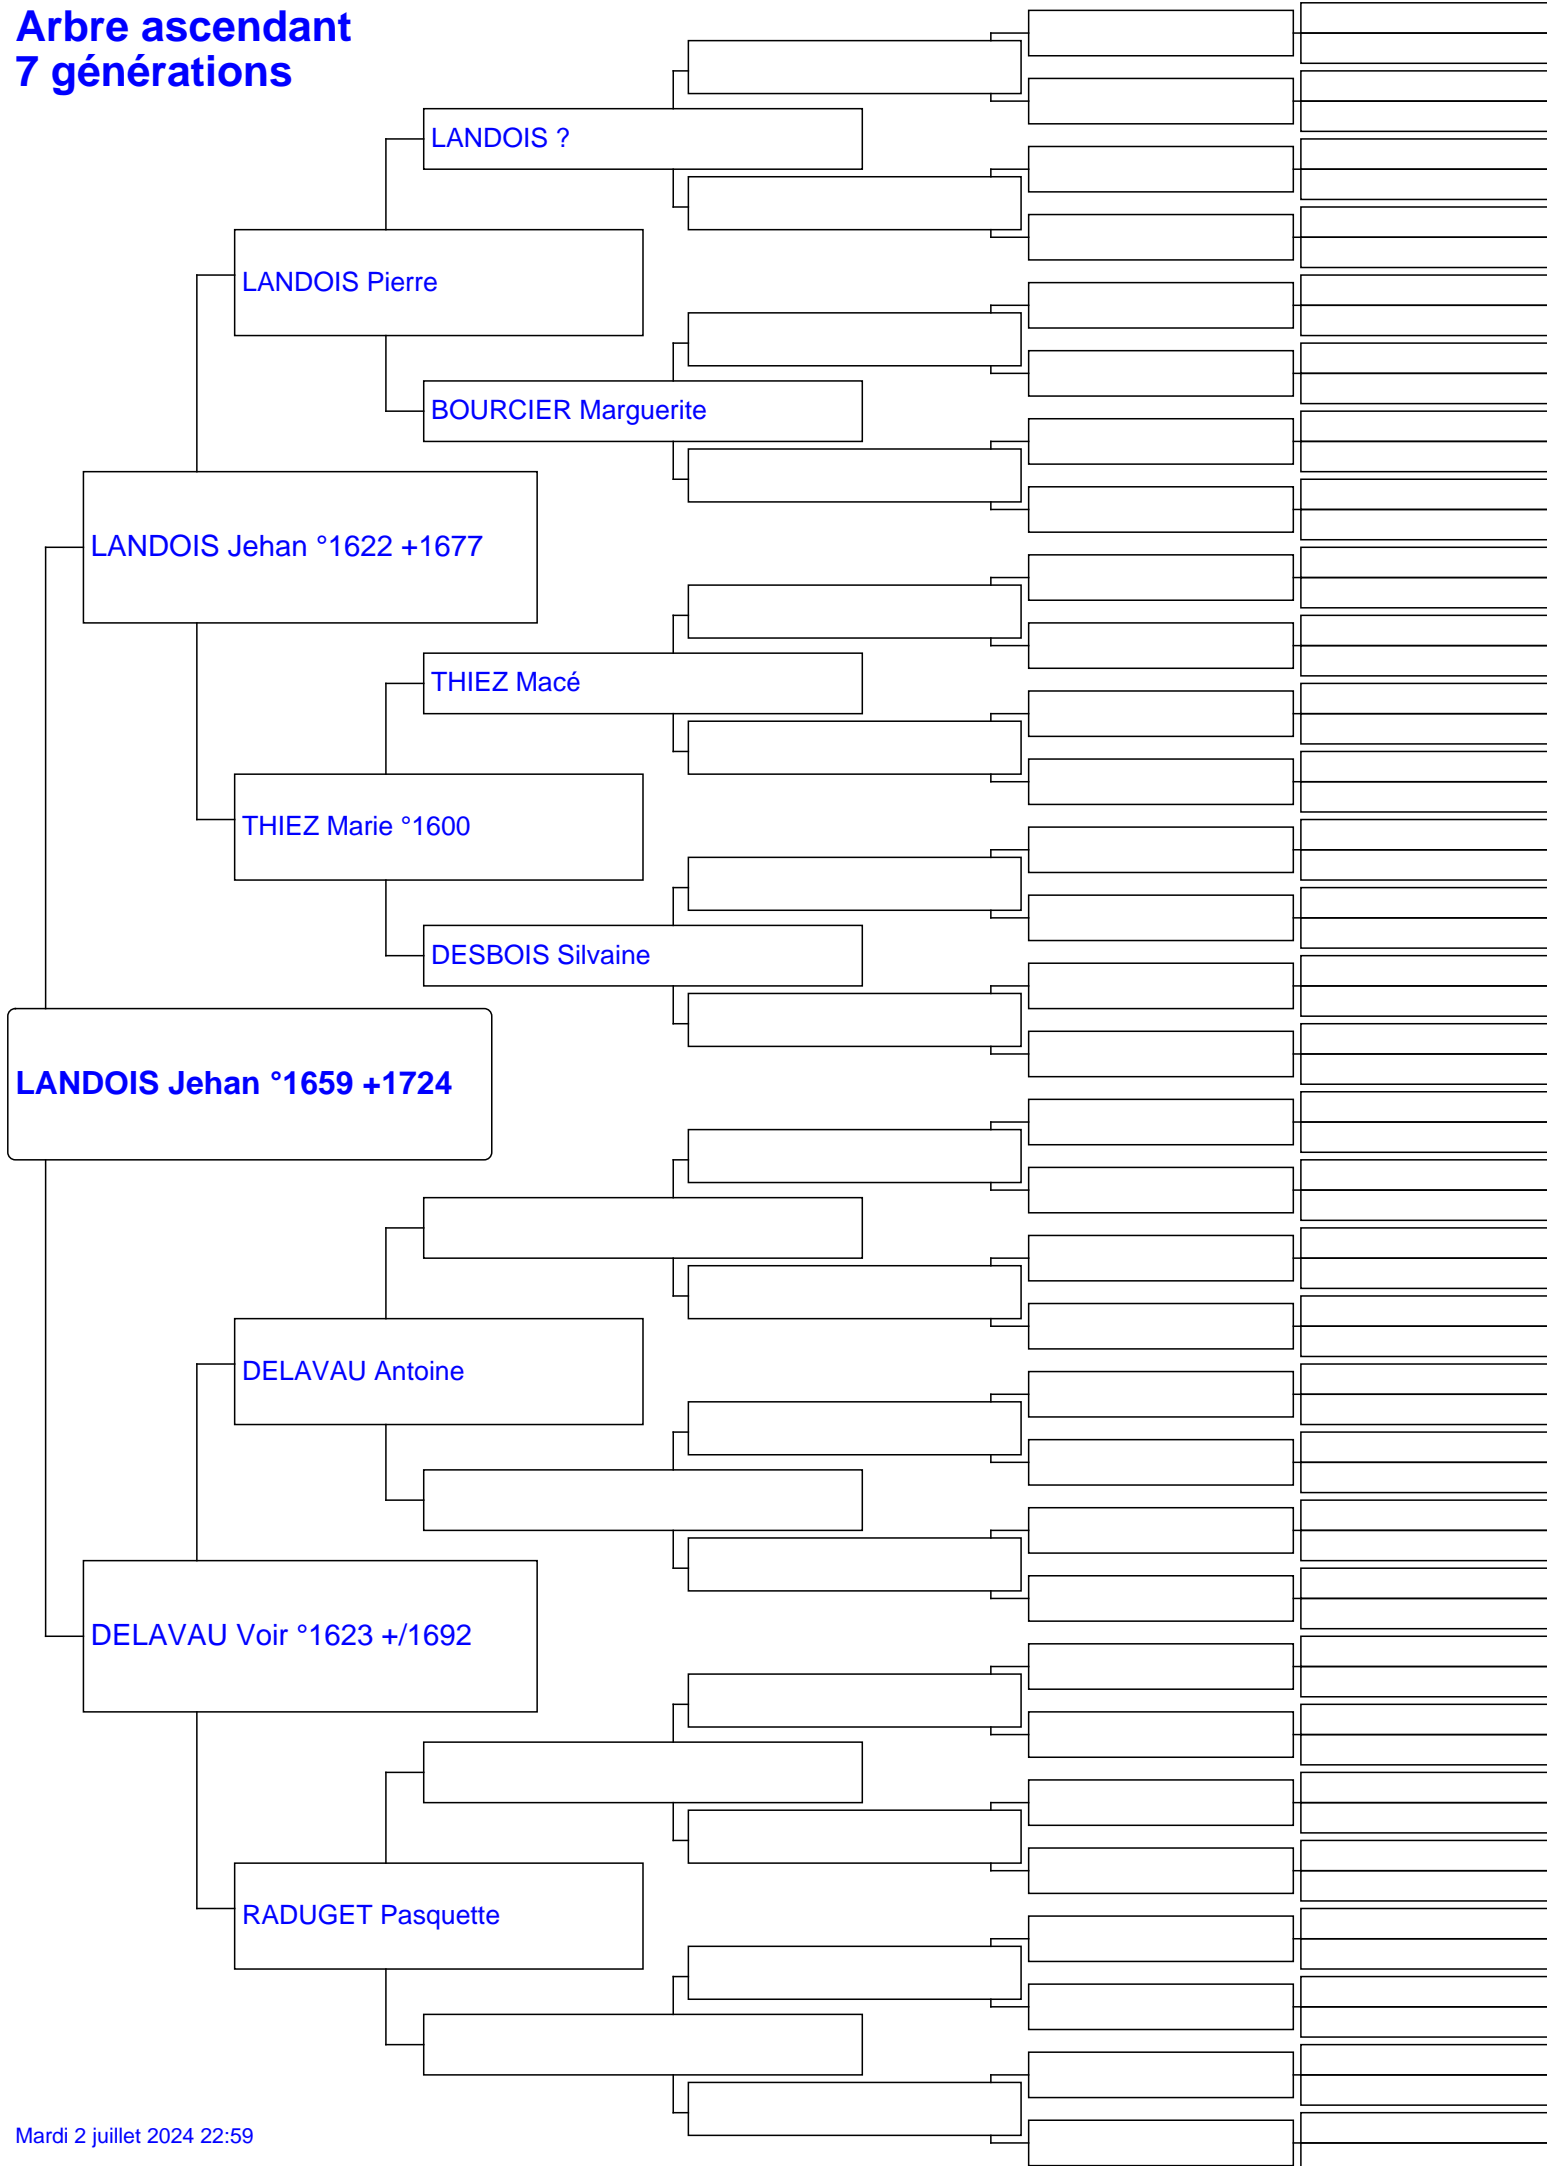 Arbre ascendant
7 générations
LANDOIS ?
LANDOIS Pierre
BOURCIER Marguerite
LANDOIS Jehan °1622 +1677
THIEZ Macé
THIEZ Marie °1600
DESBOIS Silvaine
LANDOIS Jehan °1659 +1724
DELAVAU Antoine
DELAVAU Voir °1623 +/1692
RADUGET Pasquette
Mardi 2 juillet 2024 22:59